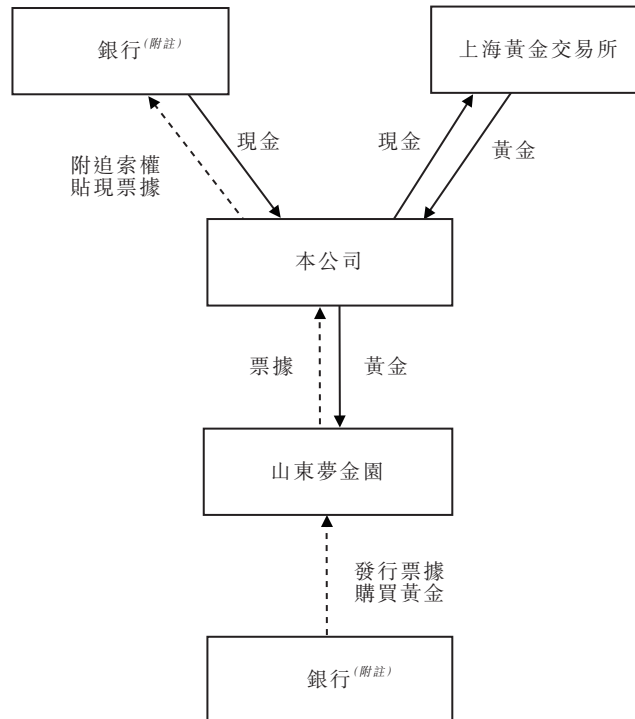 銀行(附註)
上海黃金交易所
現金
現金
黃金
附追索權
貼現票據
本公司
票據
黃金
山東夢金園
發行票據
購買黃金
銀行(附註)